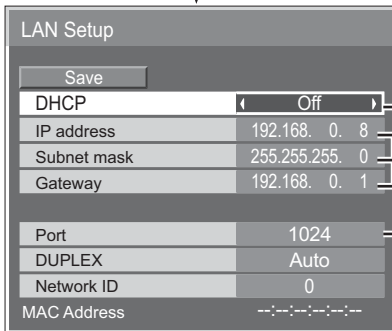 LAN Setup
Save
DHCP Off
IP address 192.168. 0. 8
Subnet mask 255.255.255. 0
Gateway 192.168. 0. 1
Port 1024
DUPLEX Auto
Network ID 0
MAC Address --:--:--:--:--:--